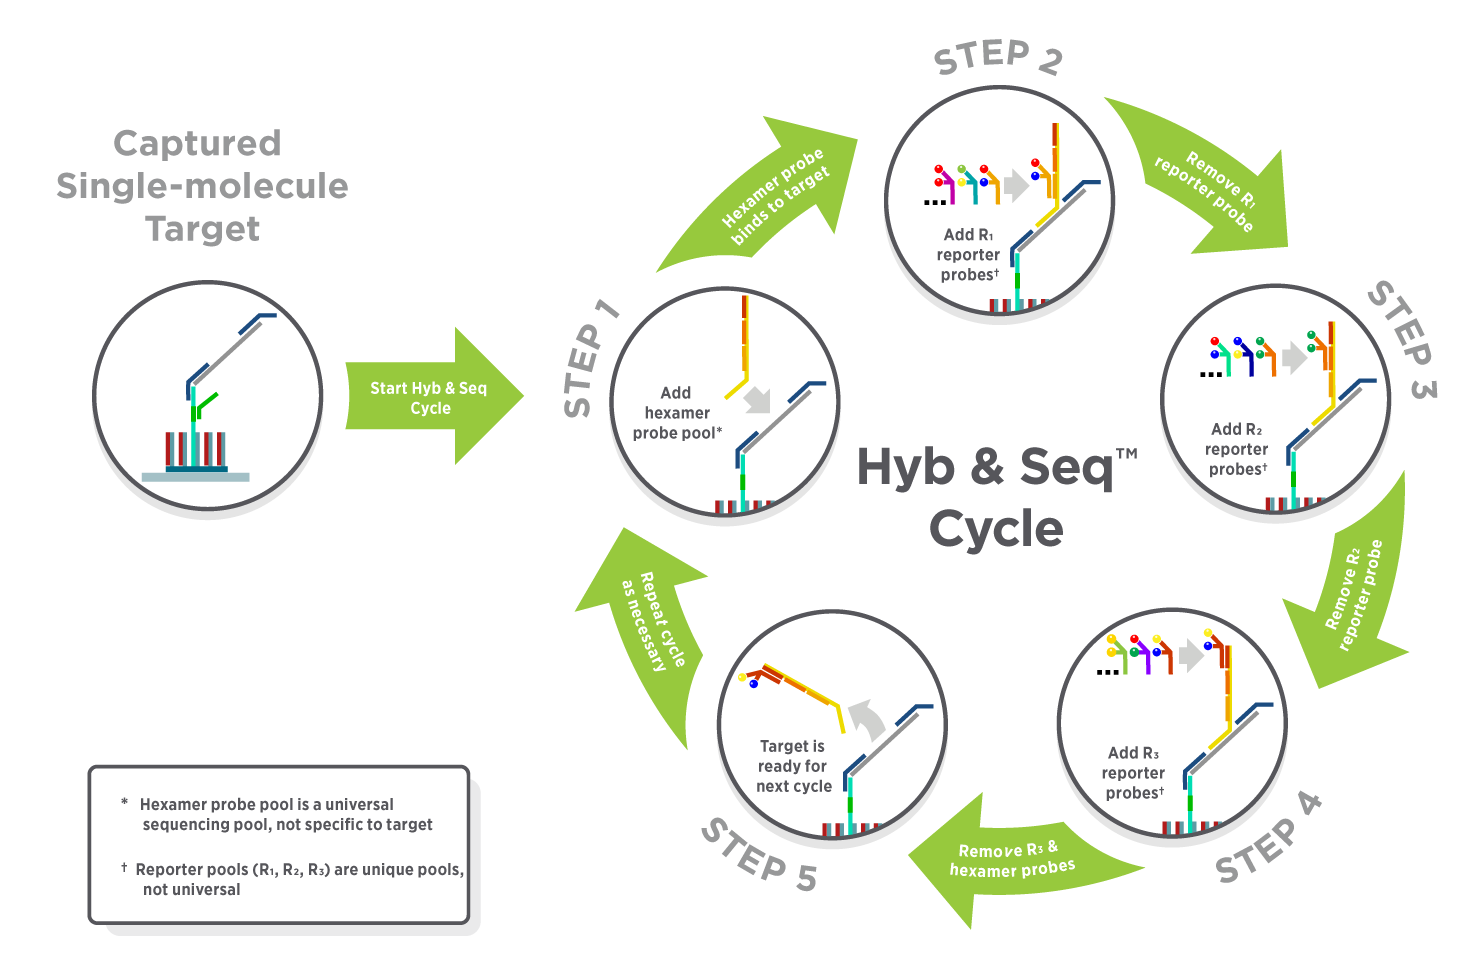 Captured
Single-molecule
Target
Start Hyb & Seq
Cycle
STEP 1
Add
hexamer
probe pool*
Hexamer probe
binds to target
STEP 2
Add R₁
reporter
probes†
Remove R₁
reporter probe
STEP 3
Add R₂
reporter
probes†
Remove R₂
reporter probe
STEP 4
Add R₃
reporter
probes†
Remove R₃ &
hexamer probes
STEP 5
Target is
ready for
next cycle
Repeat cycle
as necessary
Hyb & Seq™
Cycle
* Hexamer probe pool is a universal
sequencing pool, not specific to target
† Reporter pools (R₁, R₂, R₃) are unique pools,
not universal